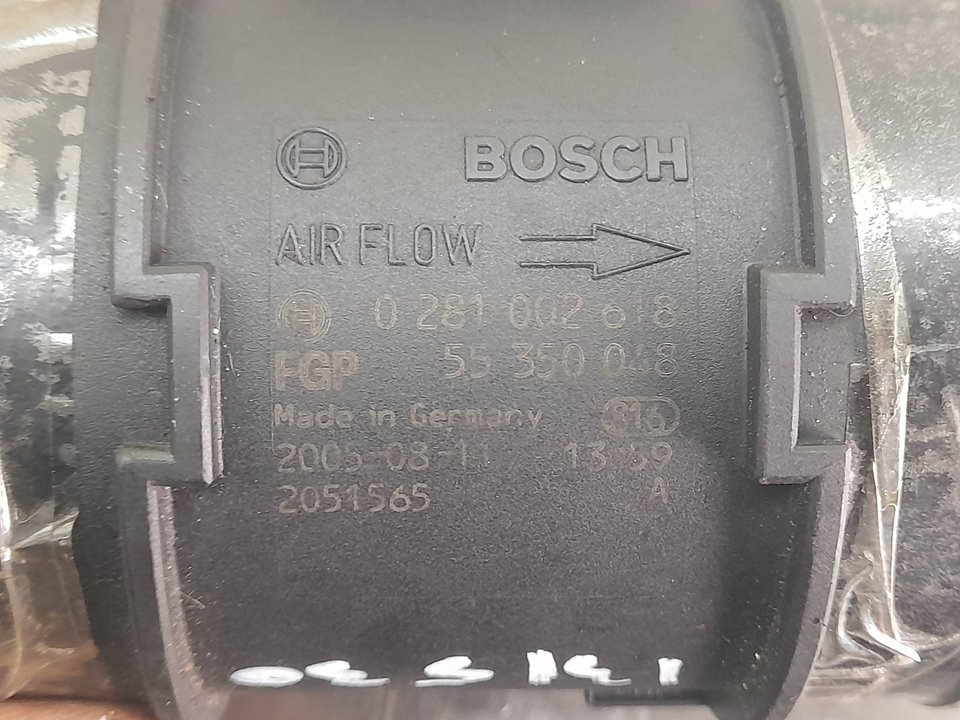 BOSCH
AIR FLOW
0 281 002 618
FGP 55 350 048
Made in Germany 816
2005-08-11 13:59
2051565 A